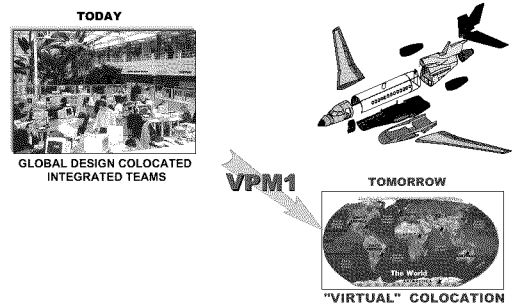 TODAY
GLOBAL DESIGN COLOCATED
INTEGRATED TEAMS
VPM1
TOMORROW
The World
"VIRTUAL" COLOCATION